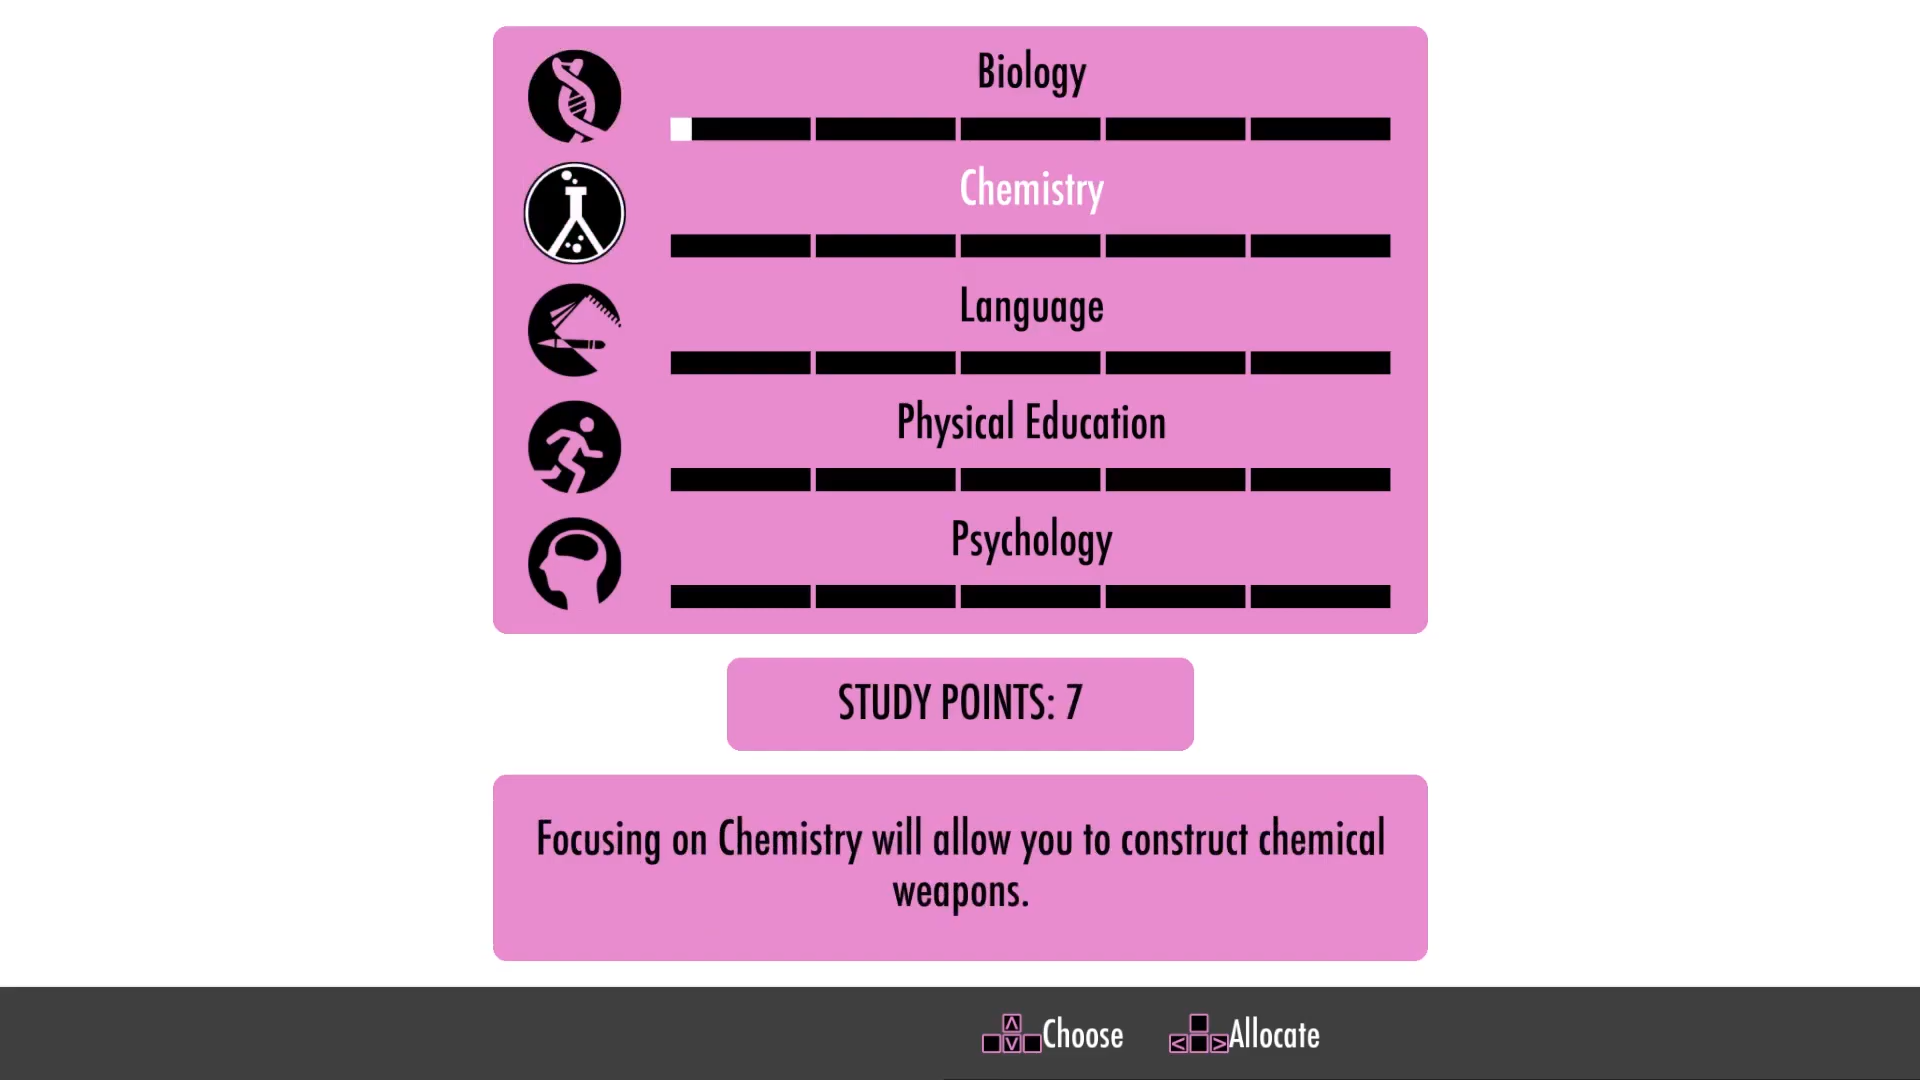 Biology
Chemistry
Language
Physical Education
Psychology
STUDY POINTS: 7
Focusing on Chemistry will allow you to construct chemical
weapons.
Choose
Allocate